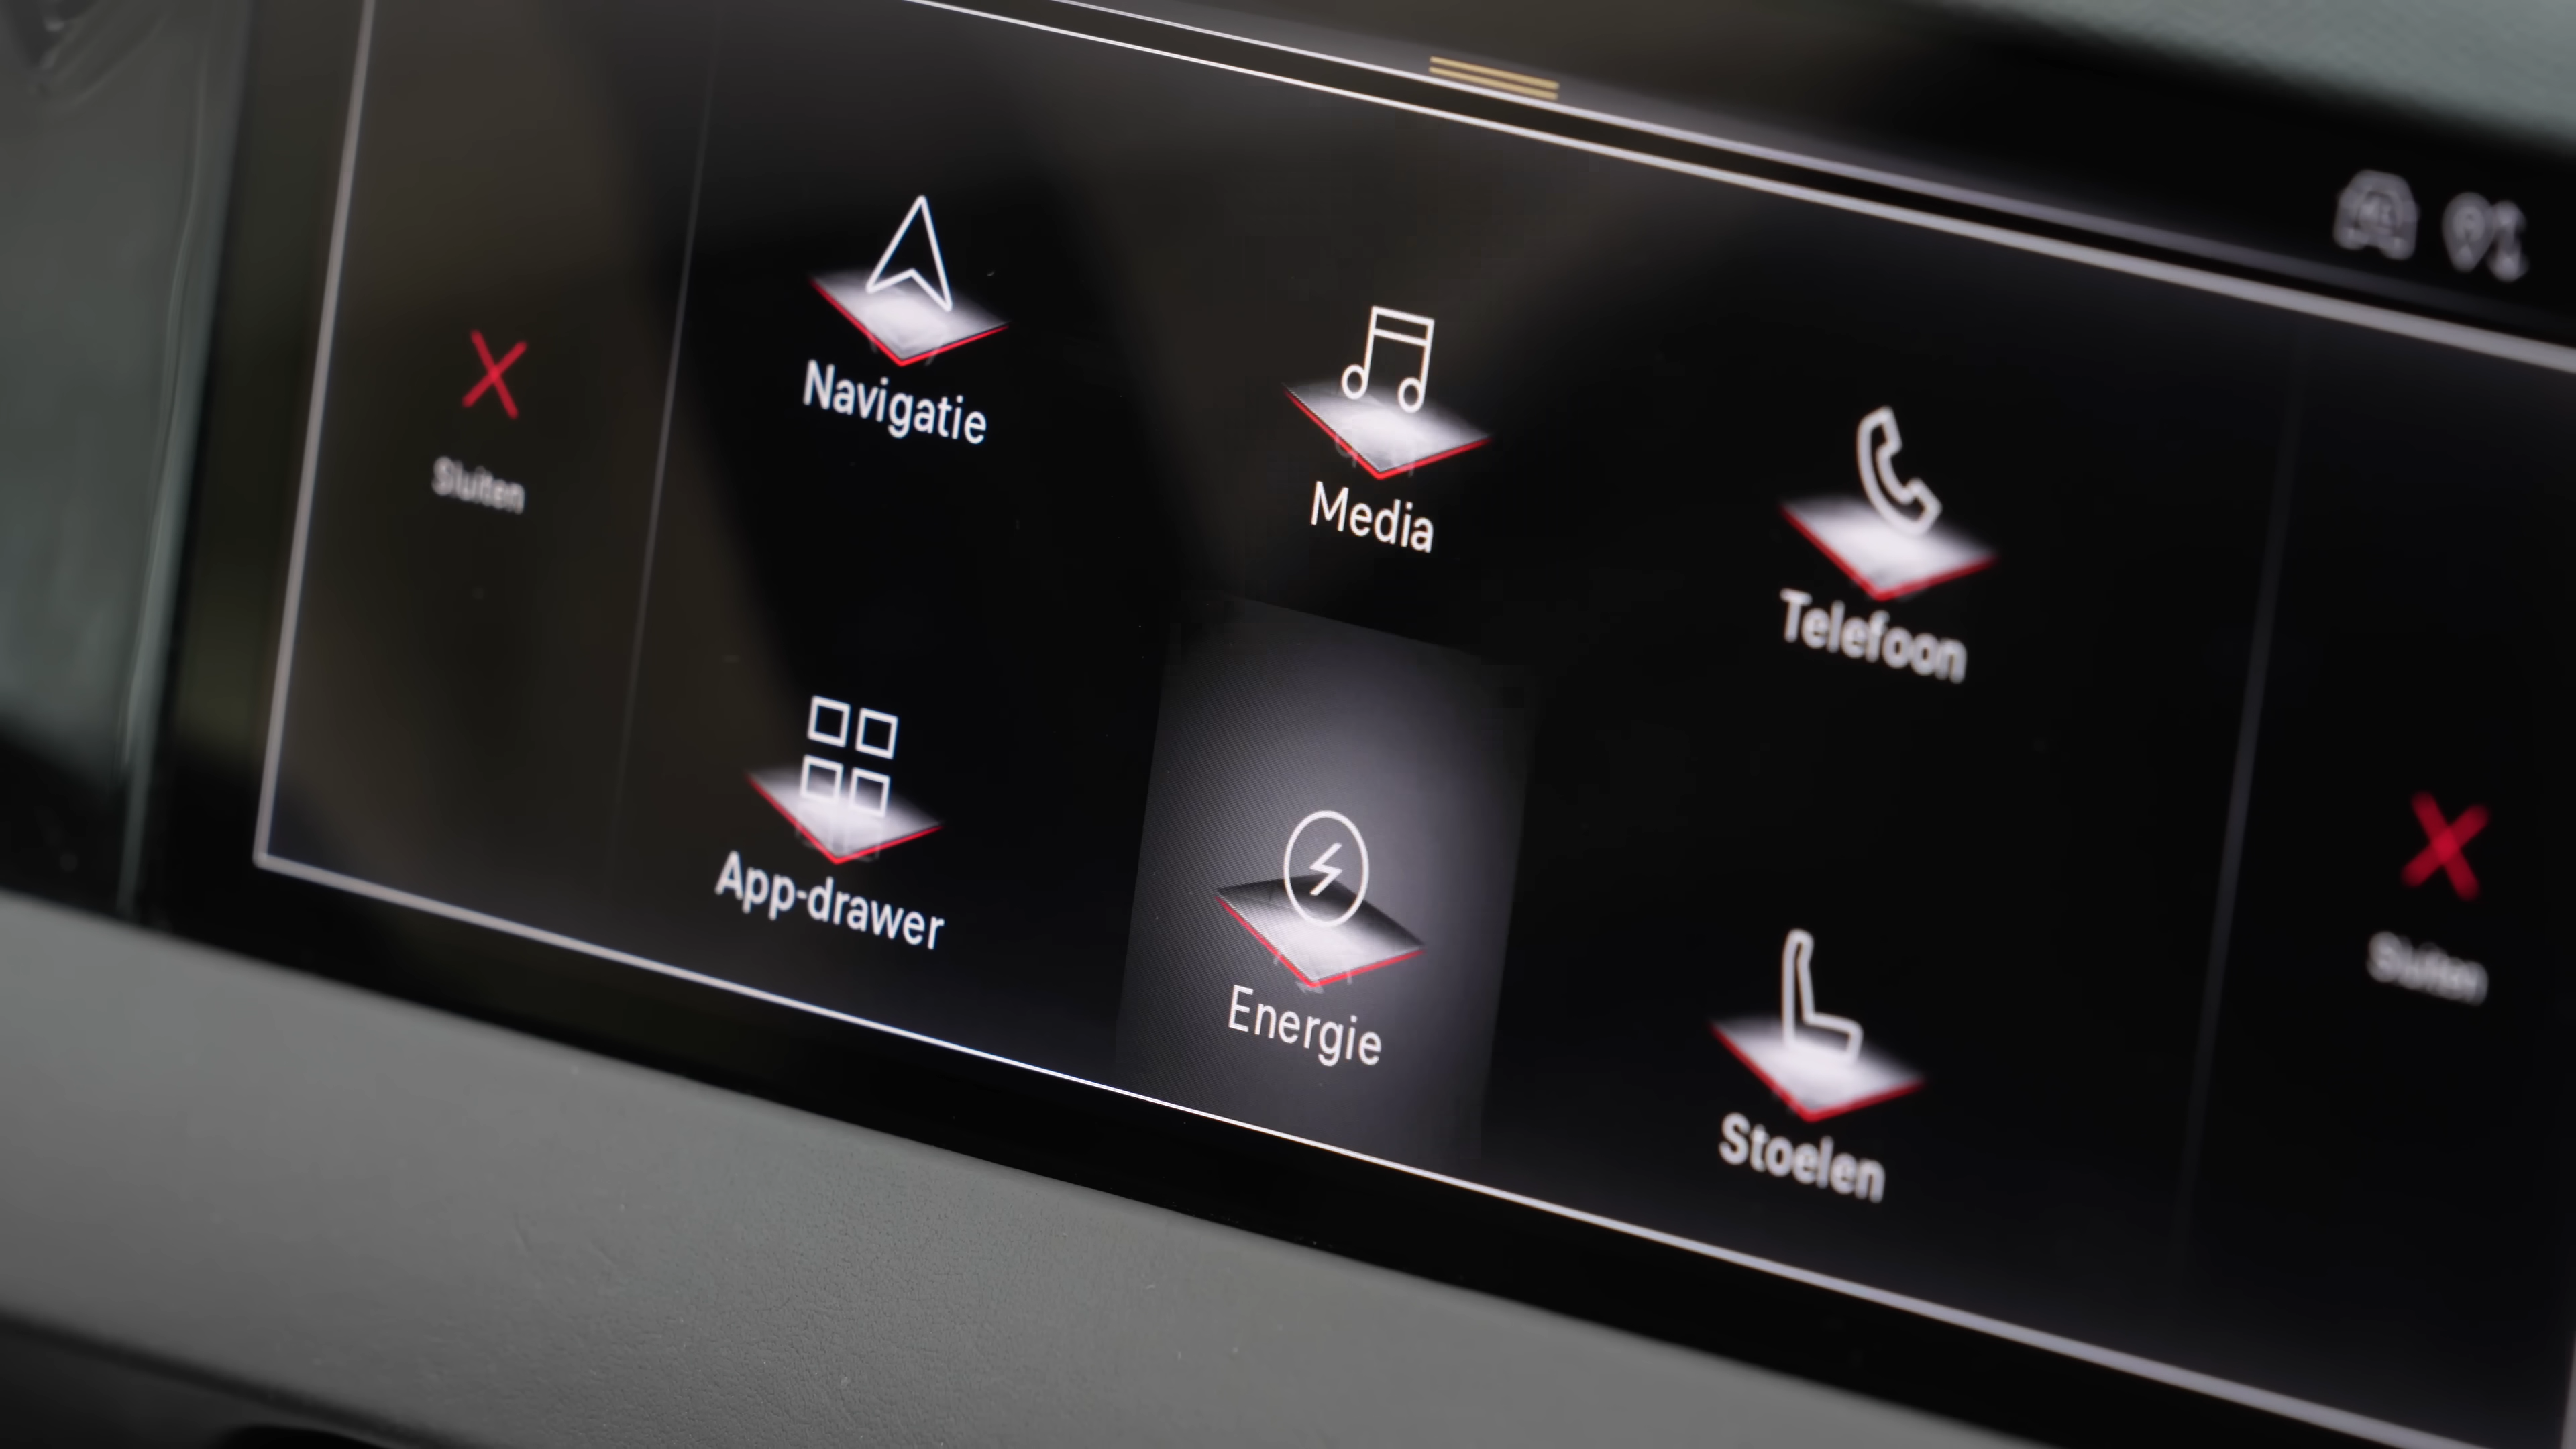 Sluiten
Navigatie
Media
Telefoon
App-drawer
Energie
Stoelen
Sluiten